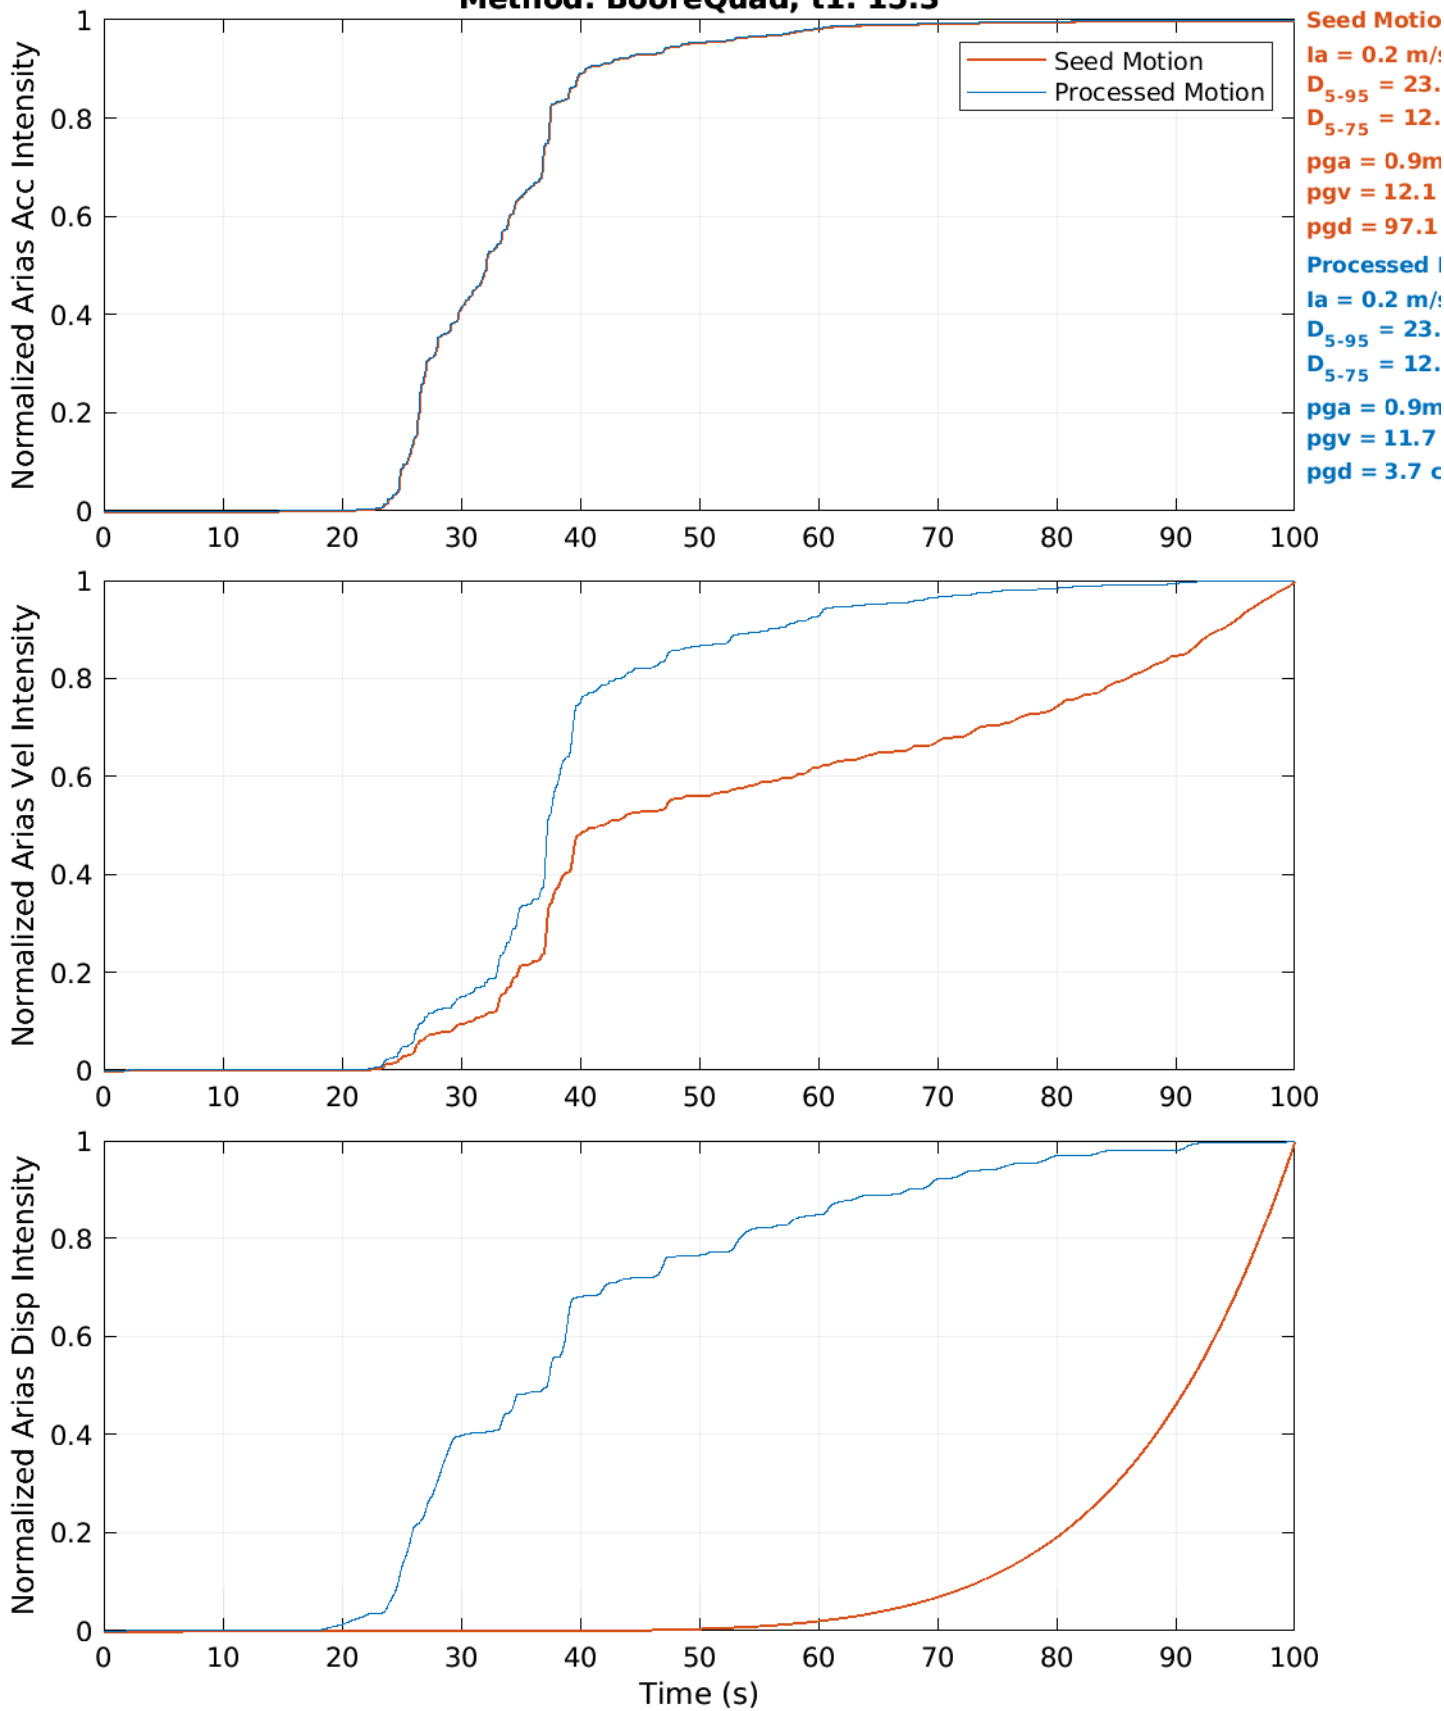 Method: BooreQuad, t1: 15.3
Normalized Arias Acc Intensity
1
0.8
0.6
0.4
0.2
0
0 10 20 30 40 50 60 70 80 90 100
Seed Motion
Processed Motion
Seed Motio
Ia = 0.2 m/s
D5-95 = 23.
D5-75 = 12.
pga = 0.9m
pgv = 12.1
pgd = 97.1
Processed
Ia = 0.2 m/s
D5-95 = 23.
D5-75 = 12.
pga = 0.9m
pgv = 11.7
pgd = 3.7 c
Normalized Arias Vel Intensity
1
0.8
0.6
0.4
0.2
0
0 10 20 30 40 50 60 70 80 90 100
Normalized Arias Disp Intensity
1
0.8
0.6
0.4
0.2
0
0 10 20 30 40 50 60 70 80 90 100
Time (s)